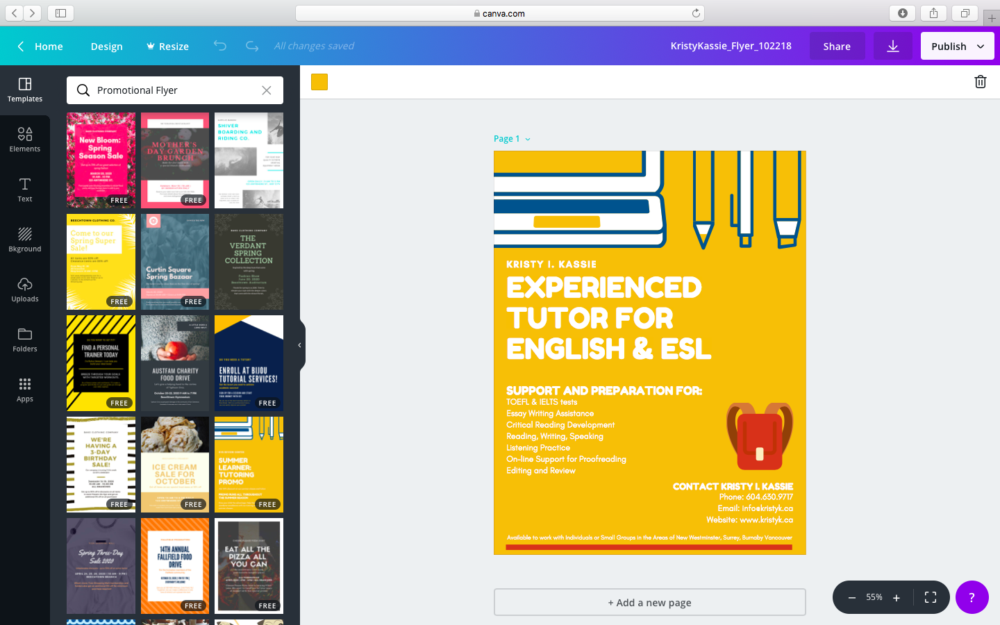 canva.com
Home
Design
Resize
All changes saved
KristyKassie_Flyer_102218
Share
Publish
Templates
Elements
Text
Bkground
Uploads
Folders
Apps
Promotional Flyer
New Bloom:
Spring
Season Sale
FREE
MOTHER'S
DAY GARDEN
BRUNCH
FREE
SHIVER
BOARDING AND
RIDING CO.
BEECHTOWN CLOTHING CO.
Come to our
Spring Super
Sale!
FREE
Curtin Square
Spring Bazaar
FREE
THE
VERDANT
SPRING
COLLECTION
FIND A PERSONAL
TRAINER TODAY
FREE
AUSTFAM CHARITY
FOOD DRIVE
DO YOU NEED A TUTOR?
ENROLL AT BIJOU
TUTORIAL SERVICES!
FREE
WE'RE
HAVING A
3-DAY
BIRTHDAY
SALE!
FREE
ICE CREAM
SALE FOR
OCTOBER
FREE
SUMMER
LEARNER:
TUTORING
PROMO
FREE
Spring Three-Day
Sale 2020
14TH ANNUAL
FALLFIELD FOOD
DRIVE
FREE
EAT ALL THE
PIZZA ALL
YOU CAN
FREE
Page 1
KRISTY I. KASSIE
EXPERIENCED
TUTOR FOR
ENGLISH & ESL
SUPPORT AND PREPARATION FOR:
TOEFL & IELTS tests
Essay Writing Assistance
Critical Reading Development
Reading, Writing, Speaking
Listening Practice
On-line Support for Proofreading
Editing and Review
CONTACT KRISTY I. KASSIE
Phone: 604.630.9717
Email: info@kristyk.ca
Website: www.kristyk.ca
Available to work with Individuals or Small Groups in the Areas of New Westminster, Surrey, Burnaby Vancouver
+ Add a new page
− 55% +
?